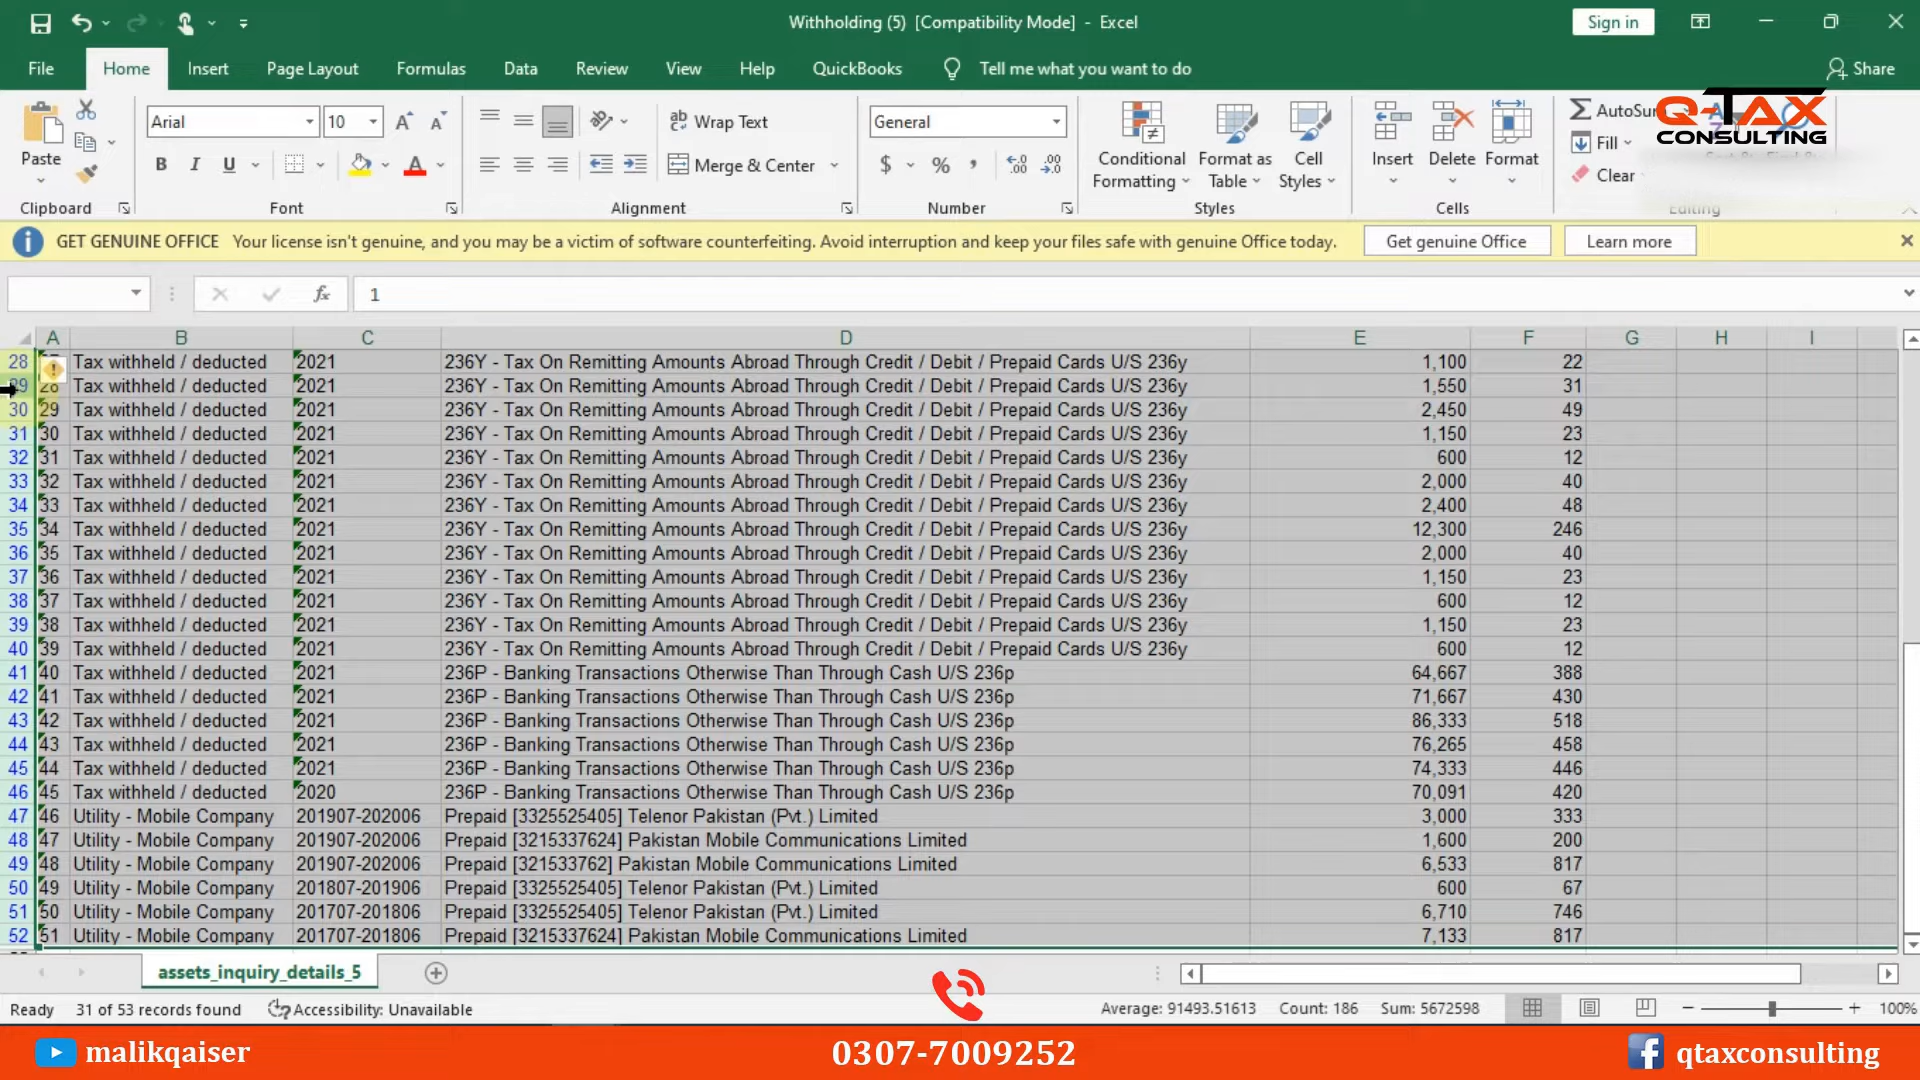 Withholding (5) [Compatibility Mode] - Excel
Sign in
File Home Insert Page Layout Formulas Data Review View Help QuickBooks Tell me what you want to do Share
Arial 10 Wrap Text General
Conditional Formatting Format as Table Cell Styles Insert Delete Format
AutoSum
Fill
Clear
Q-TAX
CONSULTING
Paste Merge & Center
Clipboard Font Alignment Number Styles Cells Editing
GET GENUINE OFFICE Your license isn't genuine, and you may be a victim of software counterfeiting. Avoid interruption and keep your files safe with genuine Office today. Get genuine Office Learn more
fx 1
A B C D E F G H I
28 Tax withheld / deducted 2021 236Y - Tax On Remitting Amounts Abroad Through Credit / Debit / Prepaid Cards U/S 236y 1,100 22
29 28 Tax withheld / deducted 2021 236Y - Tax On Remitting Amounts Abroad Through Credit / Debit / Prepaid Cards U/S 236y 1,550 31
30 29 Tax withheld / deducted 2021 236Y - Tax On Remitting Amounts Abroad Through Credit / Debit / Prepaid Cards U/S 236y 2,450 49
31 30 Tax withheld / deducted 2021 236Y - Tax On Remitting Amounts Abroad Through Credit / Debit / Prepaid Cards U/S 236y 1,150 23
32 31 Tax withheld / deducted 2021 236Y - Tax On Remitting Amounts Abroad Through Credit / Debit / Prepaid Cards U/S 236y 600 12
33 32 Tax withheld / deducted 2021 236Y - Tax On Remitting Amounts Abroad Through Credit / Debit / Prepaid Cards U/S 236y 2,000 40
34 33 Tax withheld / deducted 2021 236Y - Tax On Remitting Amounts Abroad Through Credit / Debit / Prepaid Cards U/S 236y 2,400 48
35 34 Tax withheld / deducted 2021 236Y - Tax On Remitting Amounts Abroad Through Credit / Debit / Prepaid Cards U/S 236y 12,300 246
36 35 Tax withheld / deducted 2021 236Y - Tax On Remitting Amounts Abroad Through Credit / Debit / Prepaid Cards U/S 236y 2,000 40
37 36 Tax withheld / deducted 2021 236Y - Tax On Remitting Amounts Abroad Through Credit / Debit / Prepaid Cards U/S 236y 1,150 23
38 37 Tax withheld / deducted 2021 236Y - Tax On Remitting Amounts Abroad Through Credit / Debit / Prepaid Cards U/S 236y 600 12
39 38 Tax withheld / deducted 2021 236Y - Tax On Remitting Amounts Abroad Through Credit / Debit / Prepaid Cards U/S 236y 1,150 23
40 39 Tax withheld / deducted 2021 236Y - Tax On Remitting Amounts Abroad Through Credit / Debit / Prepaid Cards U/S 236y 600 12
41 40 Tax withheld / deducted 2021 236P - Banking Transactions Otherwise Than Through Cash U/S 236p 64,667 388
42 41 Tax withheld / deducted 2021 236P - Banking Transactions Otherwise Than Through Cash U/S 236p 71,667 430
43 42 Tax withheld / deducted 2021 236P - Banking Transactions Otherwise Than Through Cash U/S 236p 86,333 518
44 43 Tax withheld / deducted 2021 236P - Banking Transactions Otherwise Than Through Cash U/S 236p 76,265 458
45 44 Tax withheld / deducted 2021 236P - Banking Transactions Otherwise Than Through Cash U/S 236p 74,333 446
46 45 Tax withheld / deducted 2020 236P - Banking Transactions Otherwise Than Through Cash U/S 236p 70,091 420
47 46 Utility - Mobile Company 201907-202006 Prepaid [3325525405] Telenor Pakistan (Pvt.) Limited 3,000 333
48 47 Utility - Mobile Company 201907-202006 Prepaid [3215337624] Pakistan Mobile Communications Limited 1,600 200
49 48 Utility - Mobile Company 201907-202006 Prepaid [321533762] Pakistan Mobile Communications Limited 6,533 817
50 49 Utility - Mobile Company 201807-201906 Prepaid [3325525405] Telenor Pakistan (Pvt.) Limited 600 67
51 50 Utility - Mobile Company 201707-201806 Prepaid [3325525405] Telenor Pakistan (Pvt.) Limited 6,710 746
52 51 Utility - Mobile Company 201707-201806 Prepaid [3215337624] Pakistan Mobile Communications Limited 7,133 817
assets_inquiry_details_5
Ready 31 of 53 records found Accessibility: Unavailable Average: 91493.51613 Count: 186 Sum: 5672598 100%
malikqaiser 0307-7009252 qtaxconsulting